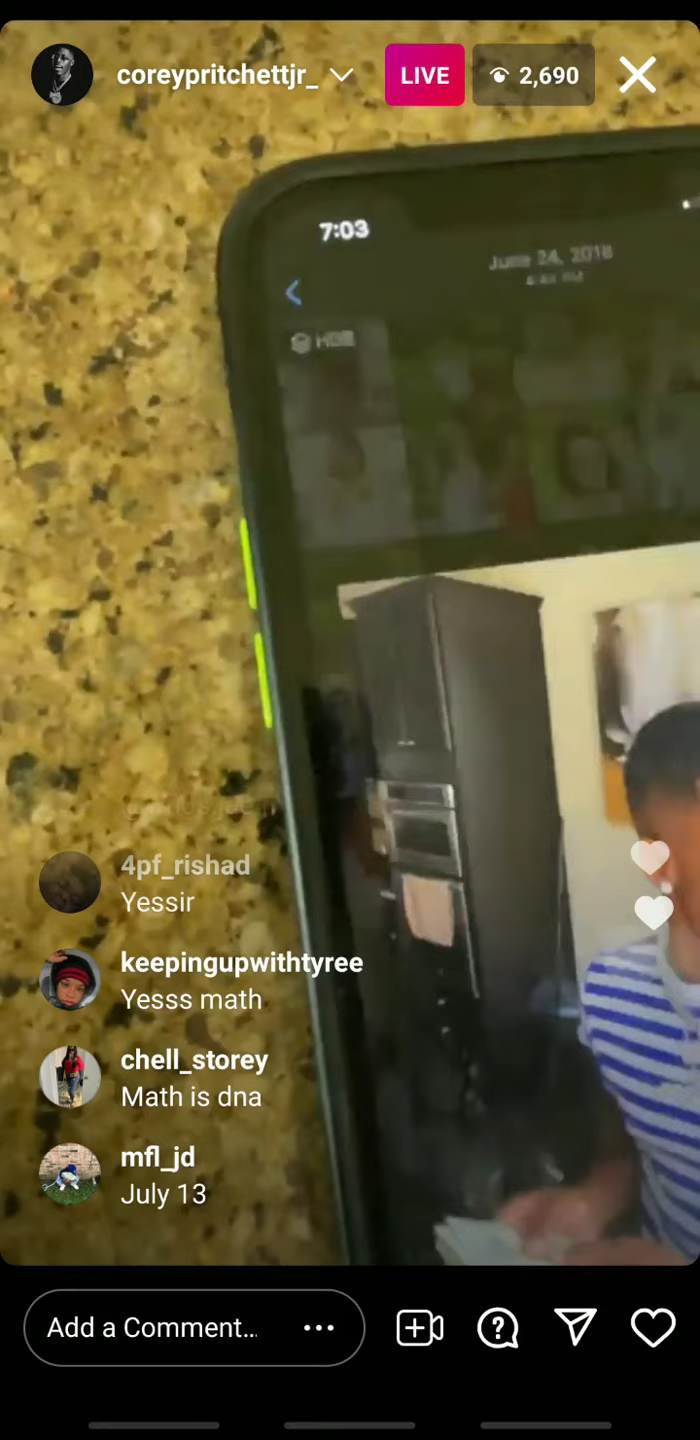 coreypritchettjr_
LIVE
2,690
7:03
June 24, 2018
HDR
4pf_rishad
Yessir
keepingupwithtyree
Yesss math
chell_storey
Math is dna
mfl_jd
July 13
Add a Comment…